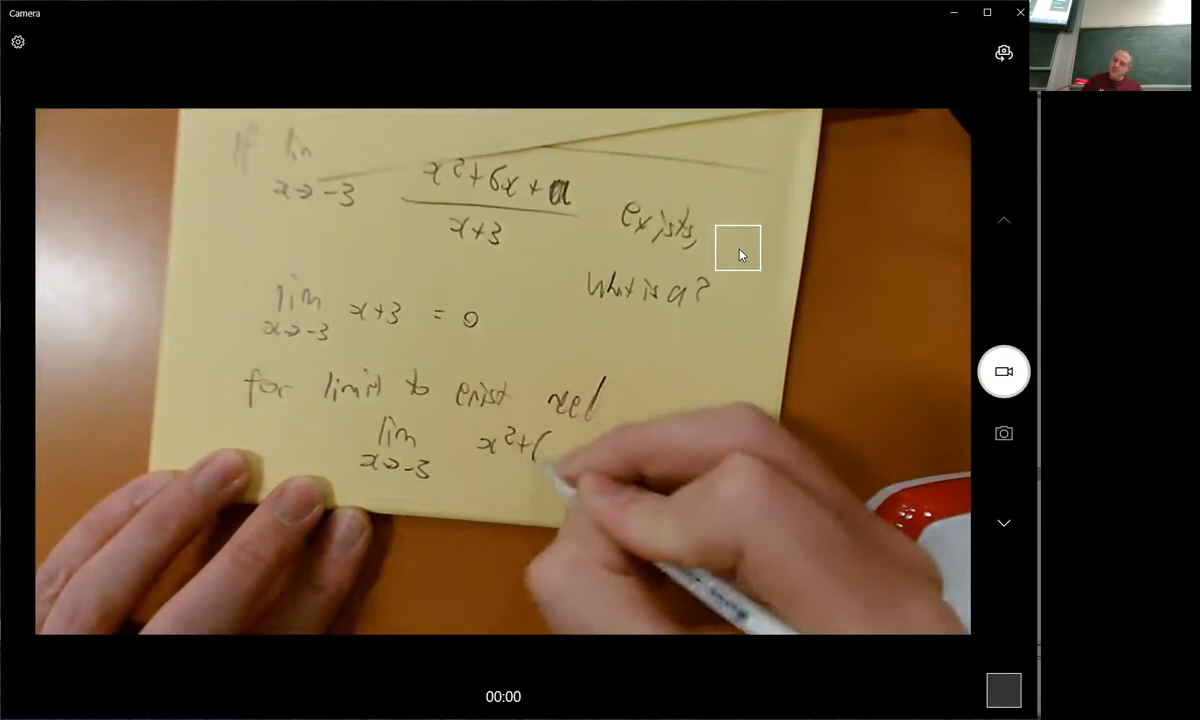 Camera
If lim x→-3 x²+6x+a / x+3 exists,
What is a?
lim x→-3 x+3 = 0
for limit to exist need
lim x→-3 x²+(
00:00